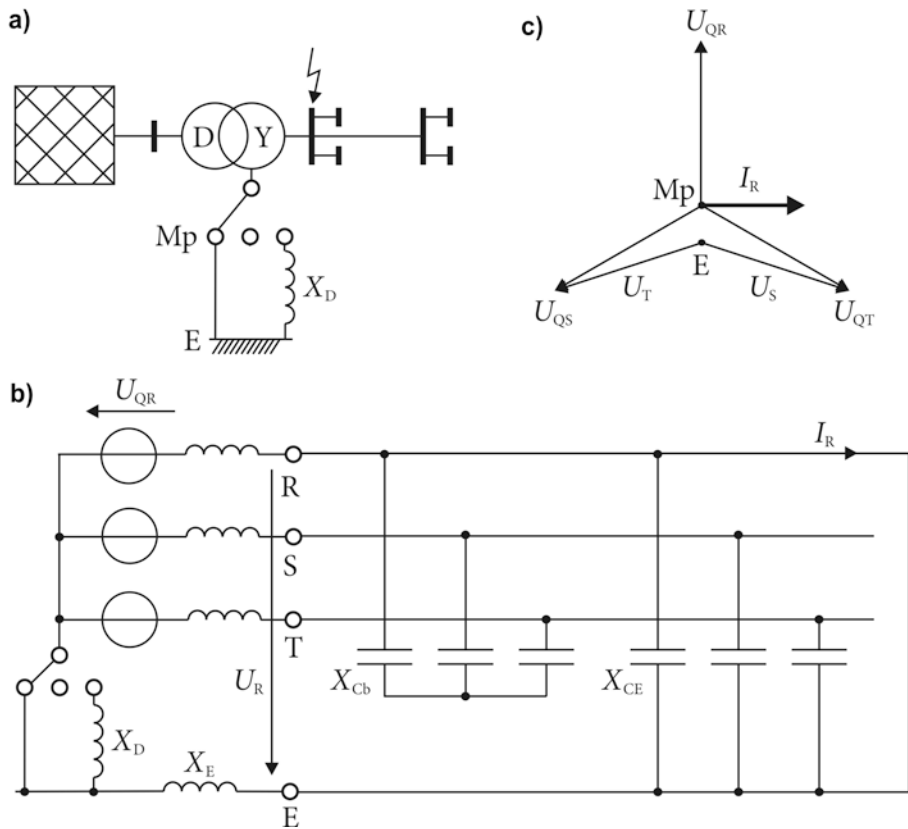 a)
D Y
Mp
X_D
E
c)
U_QR
Mp I_R
E
U_T U_S
U_QS U_QT
b)
U_QR
I_R
R
S
T
U_R
X_Cb X_CE
X_D
X_E
E